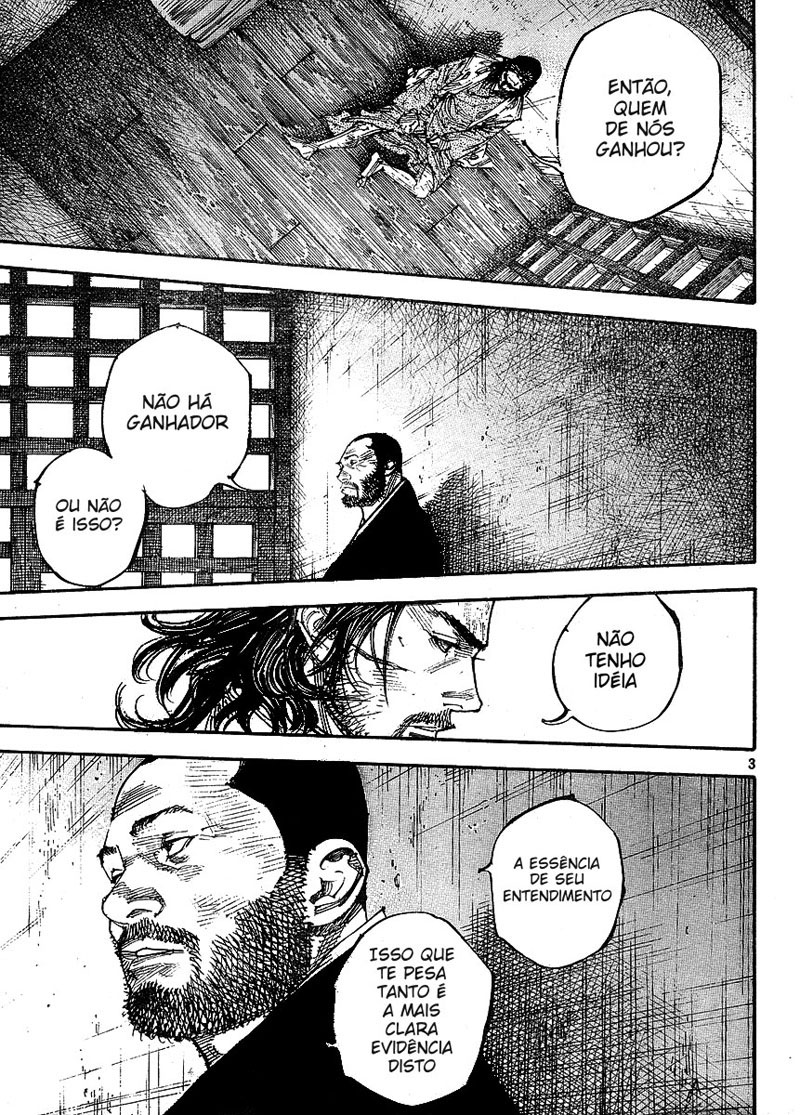 ENTÃO,
QUEM
DE NÓS
GANHOU?
NÃO HÁ
GANHADOR
OU NÃO
É ISSO?
NÃO
TENHO
IDÉIA
3
A ESSÊNCIA
DE SEU
ENTENDIMENTO
ISSO QUE
TE PESA
TANTO É
A MAIS
CLARA
EVIDÊNCIA
DISTO